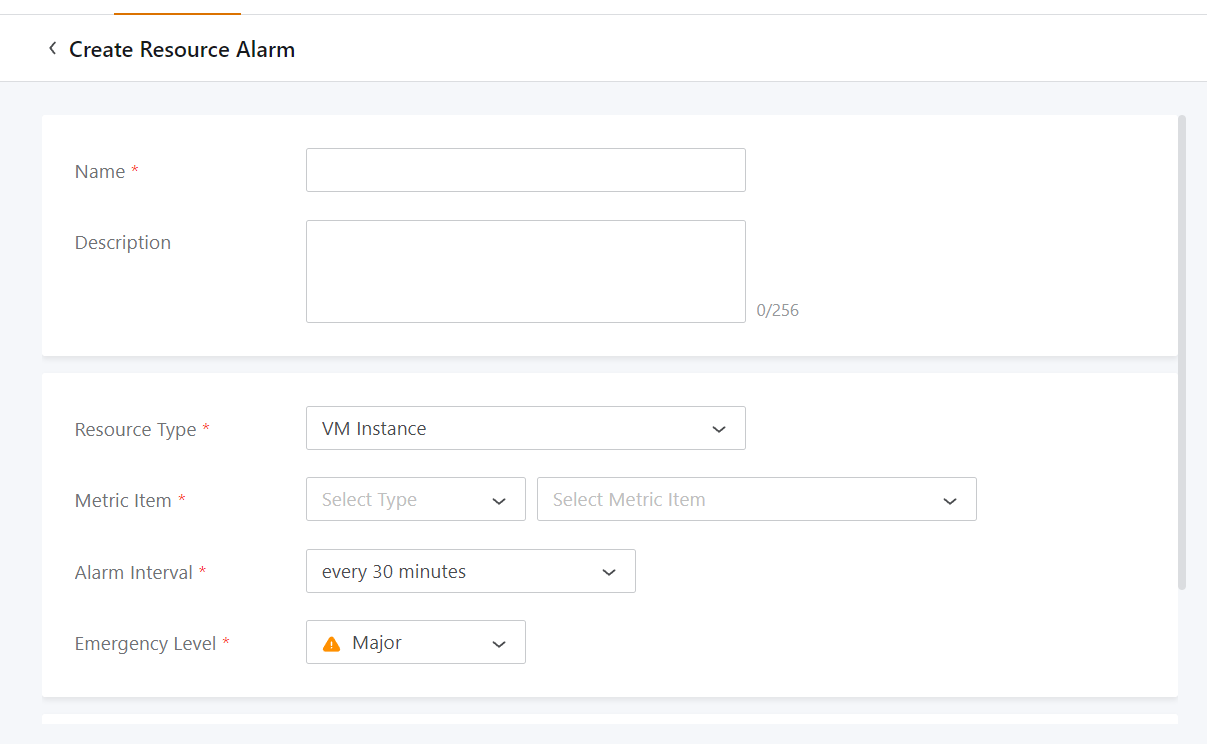 Create Resource Alarm
Name *
Description
0/256
Resource Type * VM Instance
Metric Item * Select Type Select Metric Item
Alarm Interval * every 30 minutes
Emergency Level * Major